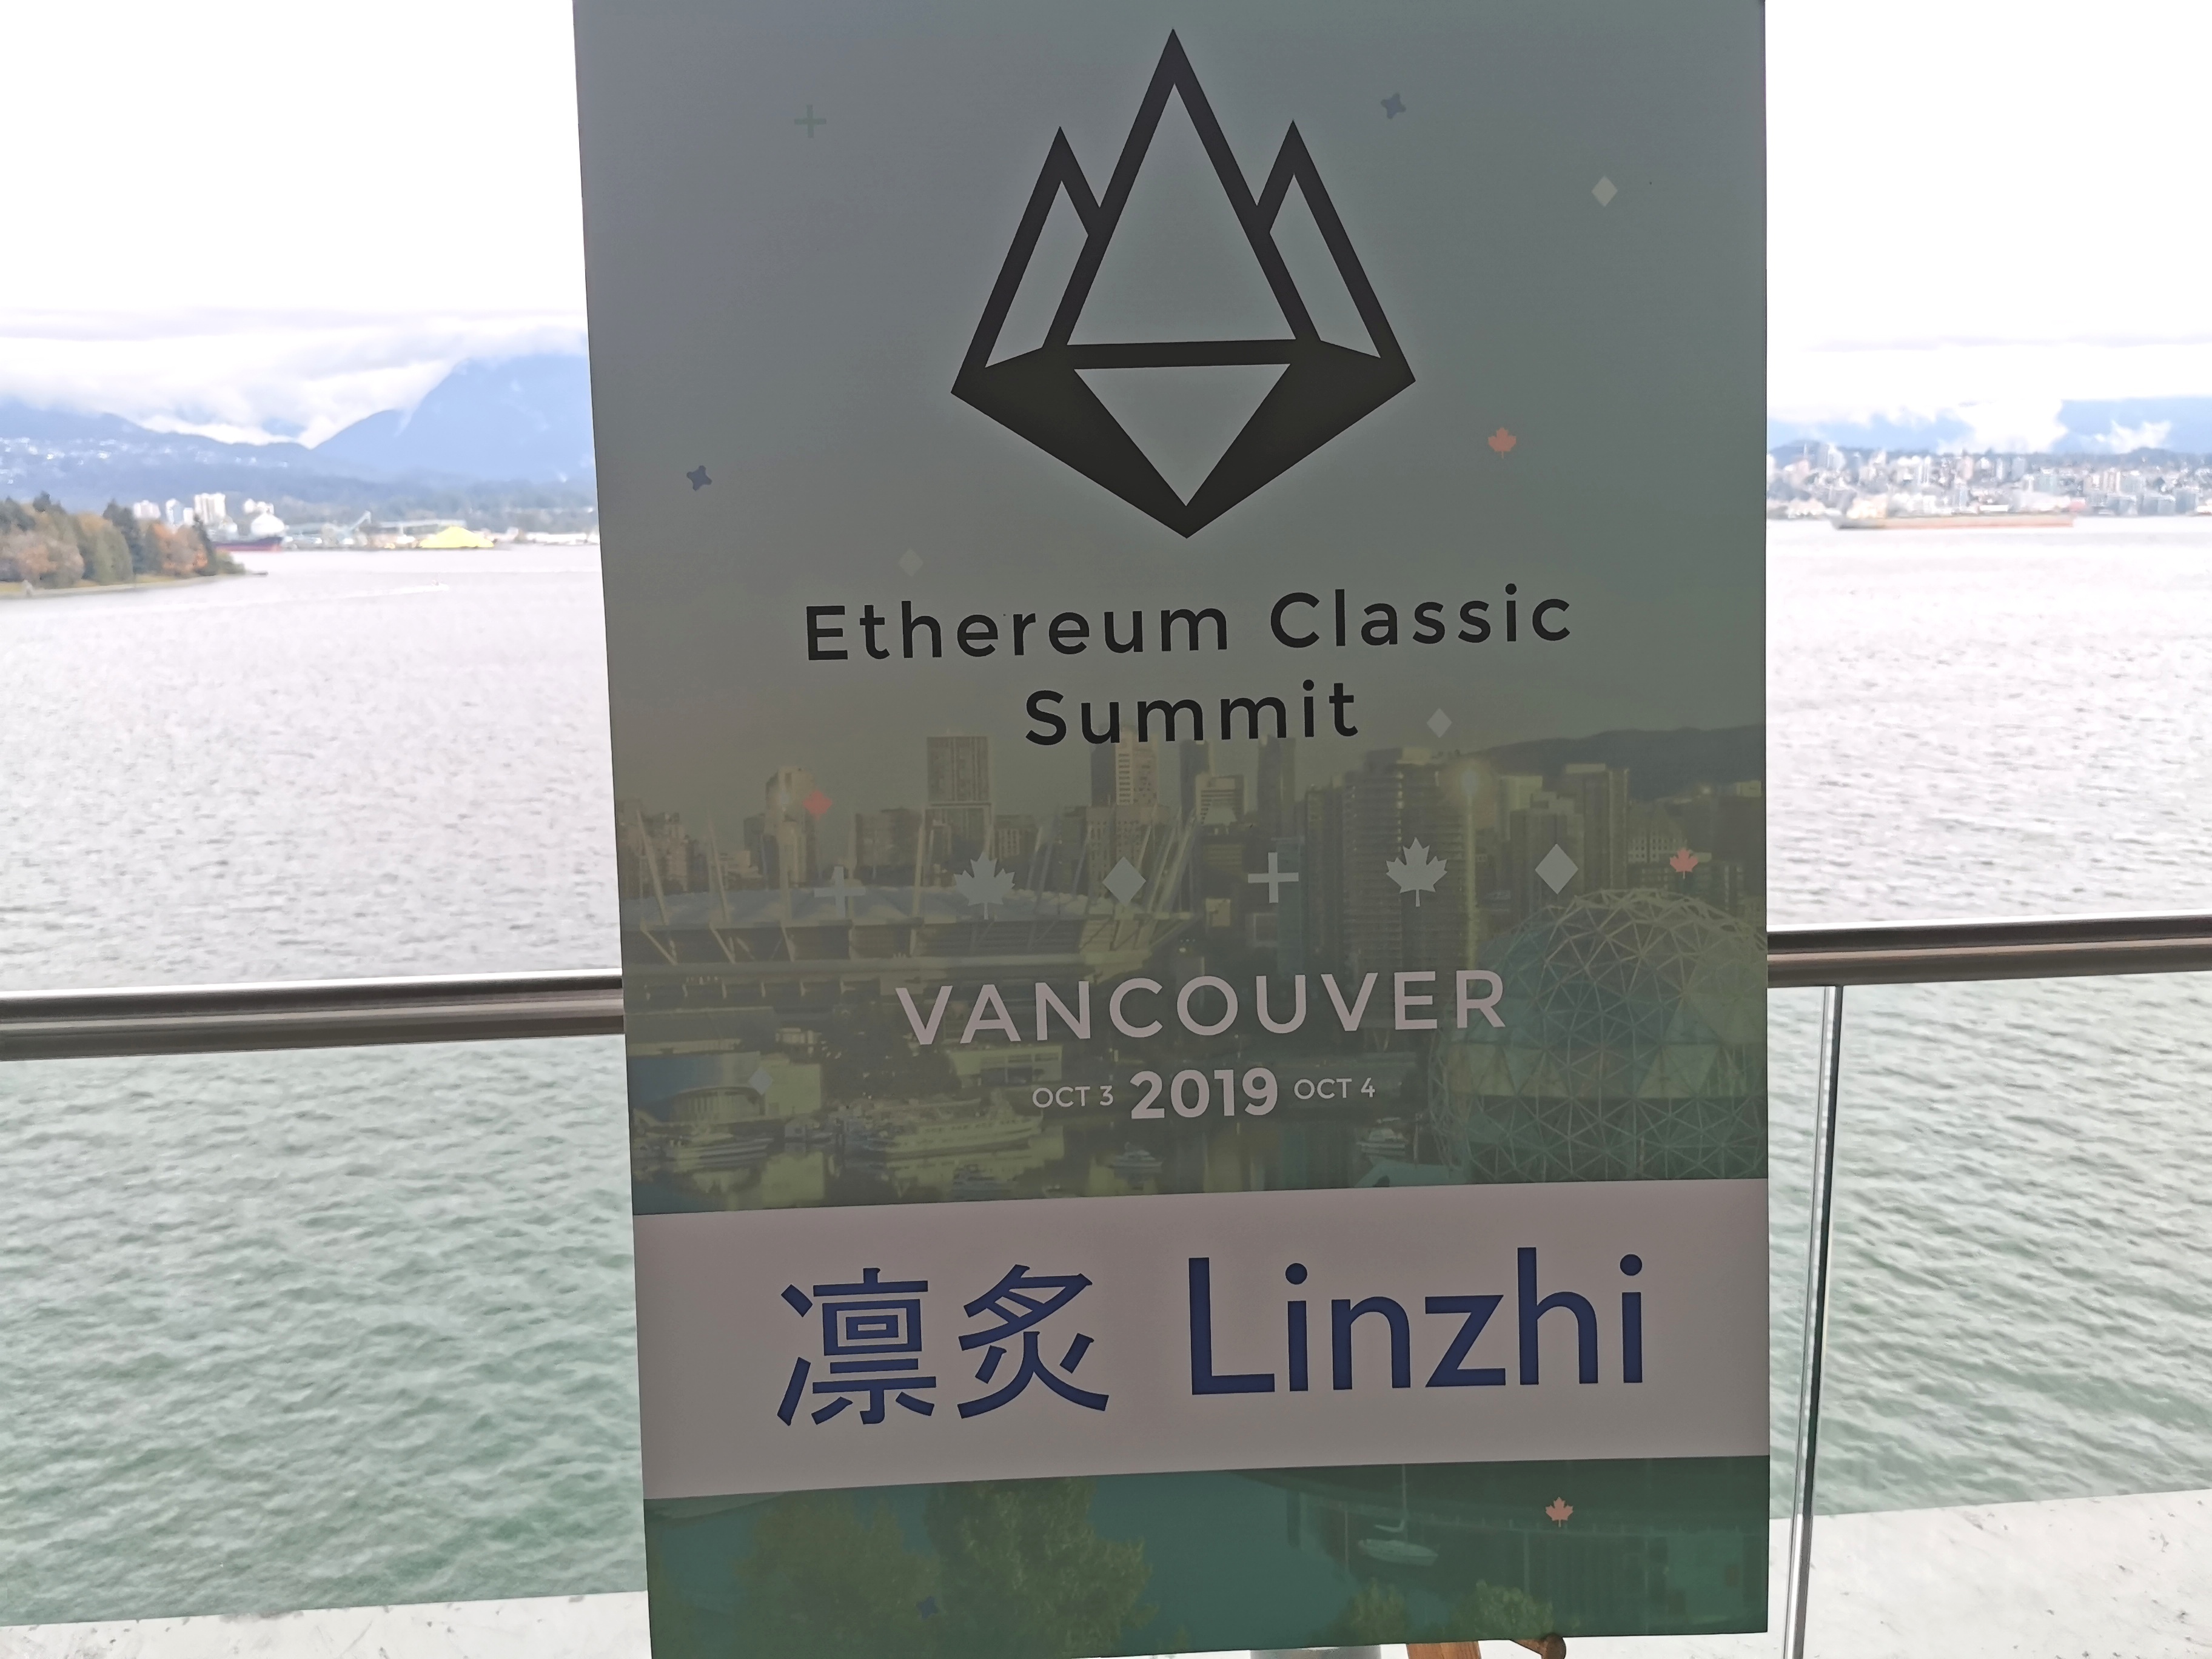 Ethereum Classic
Summit
VANCOUVER
OCT 3 2019 OCT 4
凛炙 Linzhi